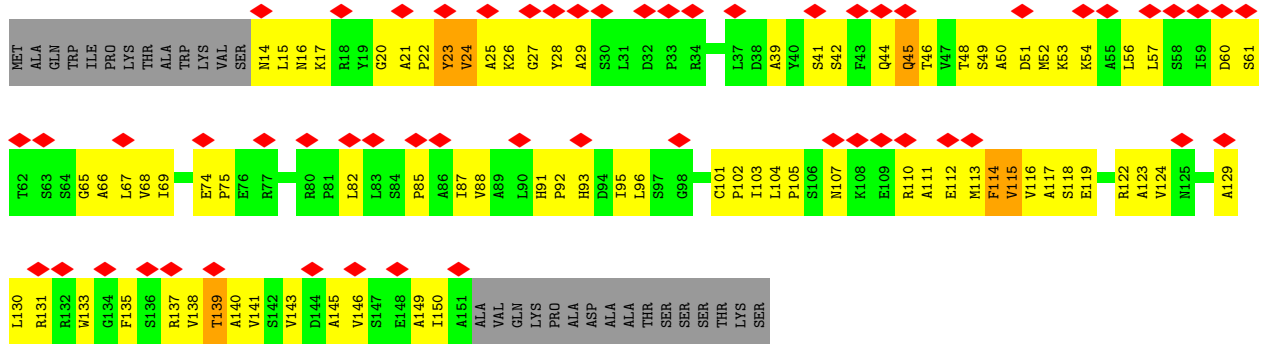 MET ALA GLN TRP ILE PRO LYS THR ALA TRP LYS VAL SER N14 L15 N16 K17 R18 Y19 G20 A21 P22 Y23 V24 A25 K26 G27 Y28 A29 S30 L31 D32 P33 R34 L37 D38 A39 Y40 S41 S42 F43 Q44 Q45 T46 V47 T48 S49 A50 D51 M52 K53 K54 A55 L56 L57 S58 I59 D60 S61
T62 S63 S64 G65 A66 L67 V68 I69 E74 P75 E76 R77 R80 P81 L82 L83 S84 P85 A86 I87 V88 A89 L90 H91 P92 H93 D94 I95 L96 S97 G98 C101 P102 I103 L104 P105 S106 N107 K108 E109 R110 A111 E112 M113 F114 V115 V116 A117 S118 E119 R122 A123 V124 N125 A129
L130 R131 R132 W133 G134 F135 S136 R137 V138 T139 A140 V141 S142 V143 D144 A145 V146 S147 E148 A149 I150 A151 ALA VAL GLN LYS PRO ALA ASP ALA ALA THR SER SER SER THR LYS SER